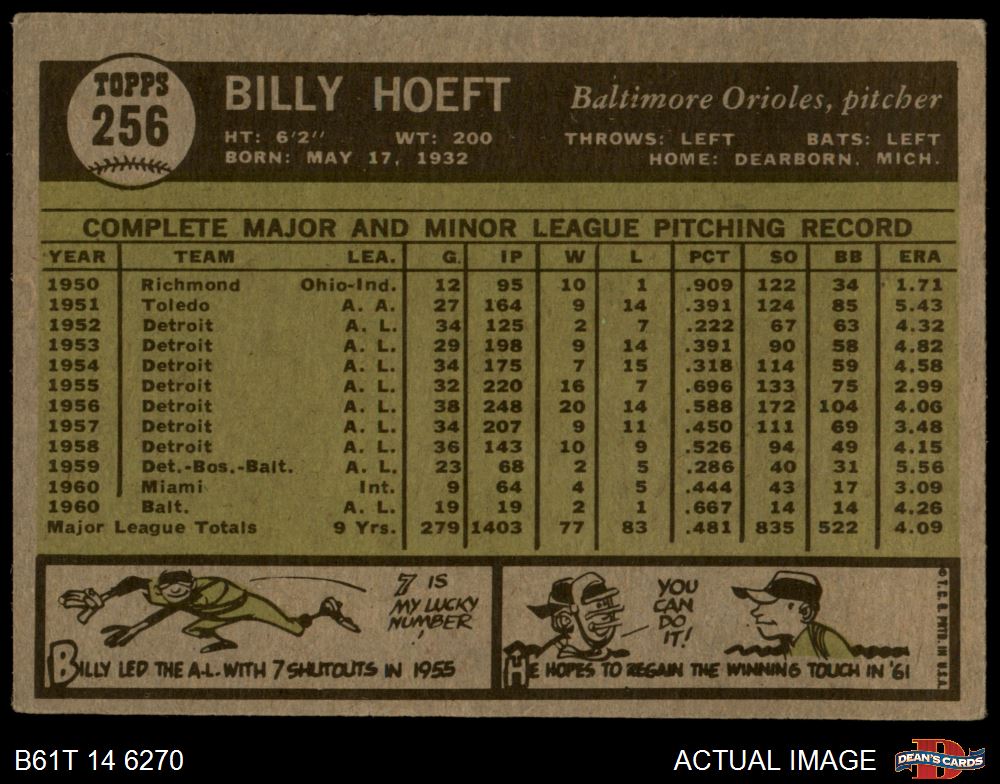 TOPPS
256
BILLY HOEFT
Baltimore Orioles, pitcher
HT: 6'2" WT: 200 THROWS: LEFT BATS: LEFT
BORN: MAY 17, 1932 HOME: DEARBORN, MICH.
COMPLETE MAJOR AND MINOR LEAGUE PITCHING RECORD
YEAR TEAM LEA. G. IP W L PCT SO BB ERA
1950 Richmond Ohio-Ind. 12 95 10 1 .909 122 34 1.71
1951 Toledo A. A. 27 164 9 14 .391 124 85 5.43
1952 Detroit A. L. 34 125 2 7 .222 67 63 4.32
1953 Detroit A. L. 29 198 9 14 .391 90 58 4.82
1954 Detroit A. L. 34 175 7 15 .318 114 59 4.58
1955 Detroit A. L. 32 220 16 7 .696 133 75 2.99
1956 Detroit A. L. 38 248 20 14 .588 172 104 4.06
1957 Detroit A. L. 34 207 9 11 .450 111 69 3.48
1958 Detroit A. L. 36 143 10 9 .526 94 49 4.15
1959 Det.-Bos.-Balt. A. L. 23 68 2 5 .286 40 31 5.56
1960 Miami Int. 9 64 4 5 .444 43 17 3.09
1960 Balt. A. L. 19 19 2 1 .667 14 14 4.26
Major League Totals 9 Yrs. 279 1403 77 83 .481 835 522 4.09
7 IS
MY LUCKY
NUMBER
!
BILLY LED THE A-L- WITH 7 SHUTOUTS IN 1955
YOU
CAN
DO
IT!
HE HOPES TO REGAIN THE WINNING TOUCH IN '61
© T.C.G. PRTD. IN U.S.A.
B61T 14 6270
ACTUAL IMAGE
D
DEAN'S CARDS